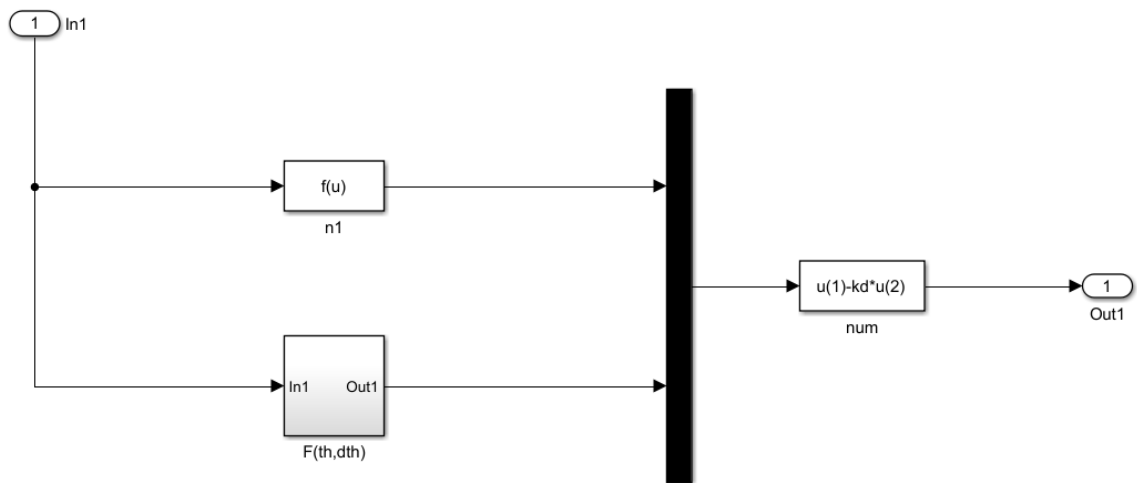 1
In1
f(u)
n1
In1
Out1
F(th,dth)
u(1)-kd*u(2)
num
1
Out1